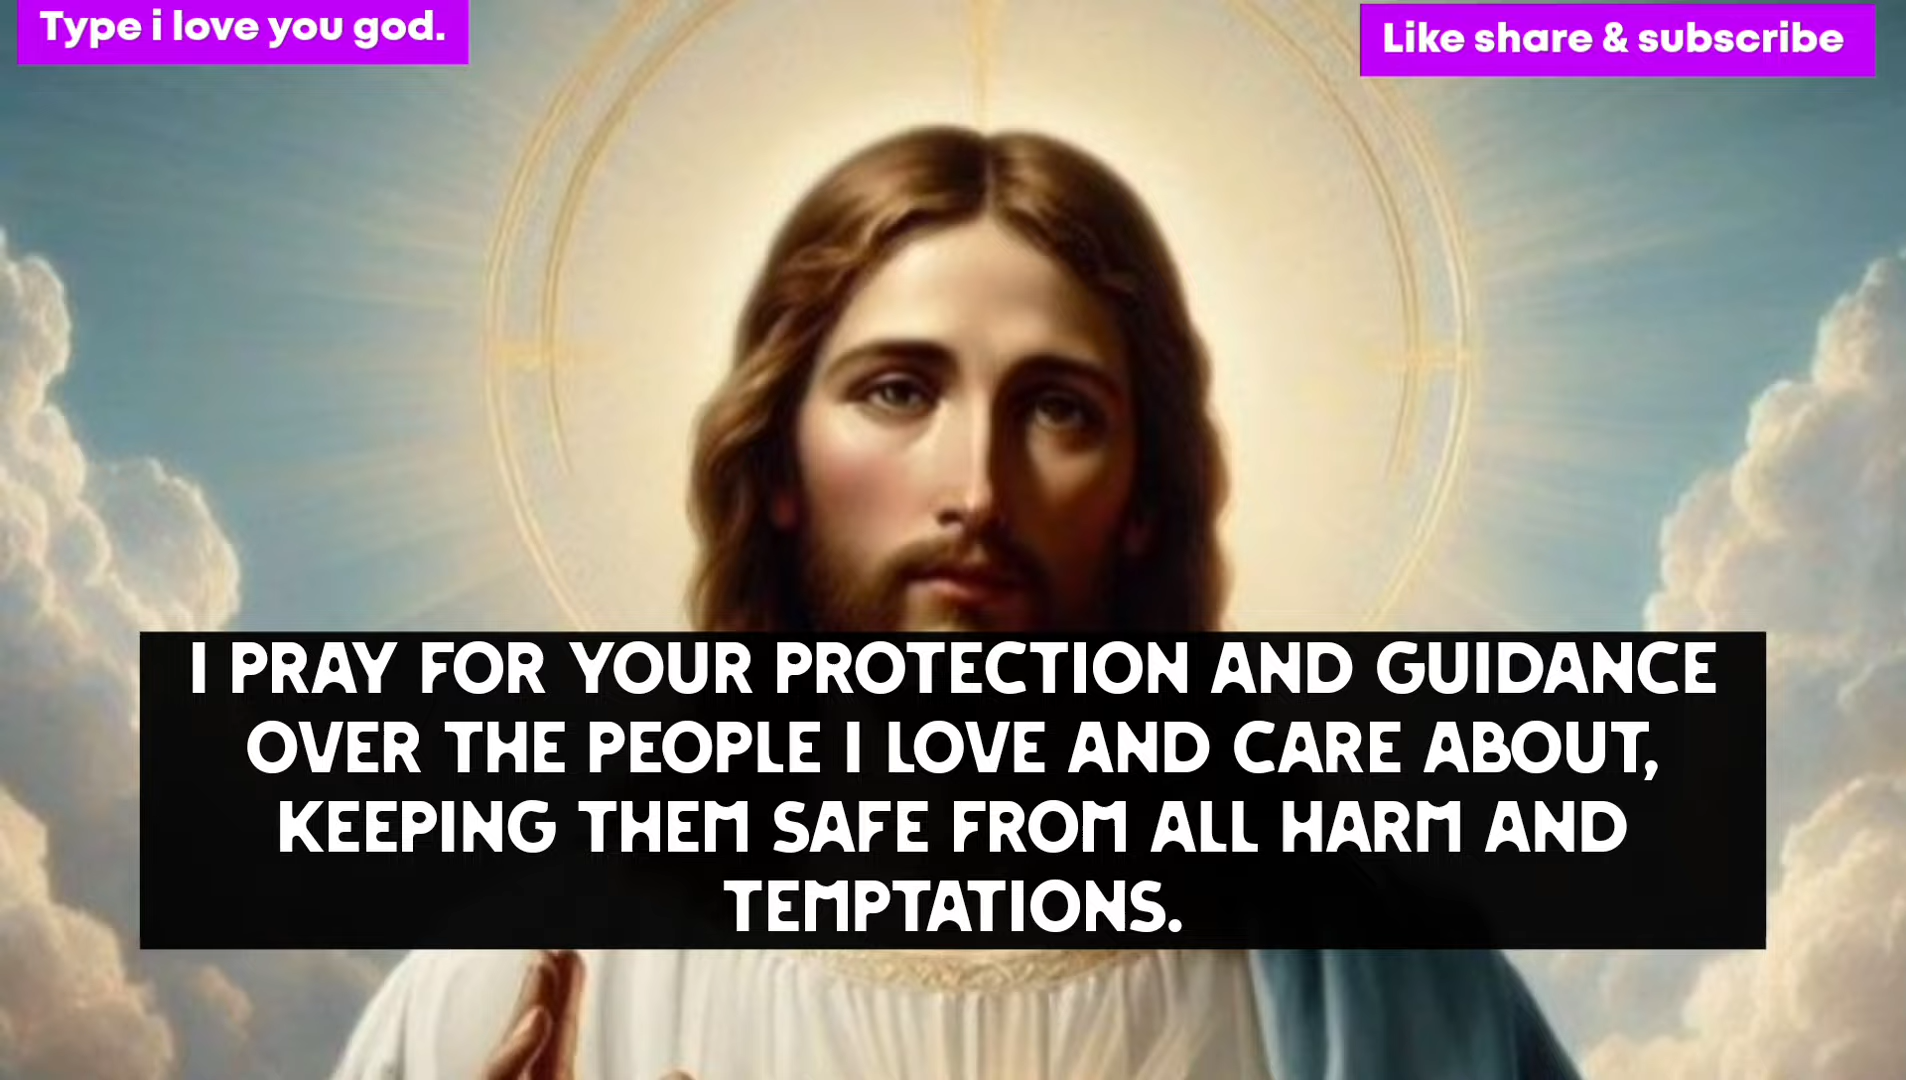 Type i love you god.
Like share & subscribe
I PRAY FOR YOUR PROTECTION AND GUIDANCE
OVER THE PEOPLE I LOVE AND CARE ABOUT,
KEEPING THEM SAFE FROM ALL HARM AND
TEMPTATIONS.